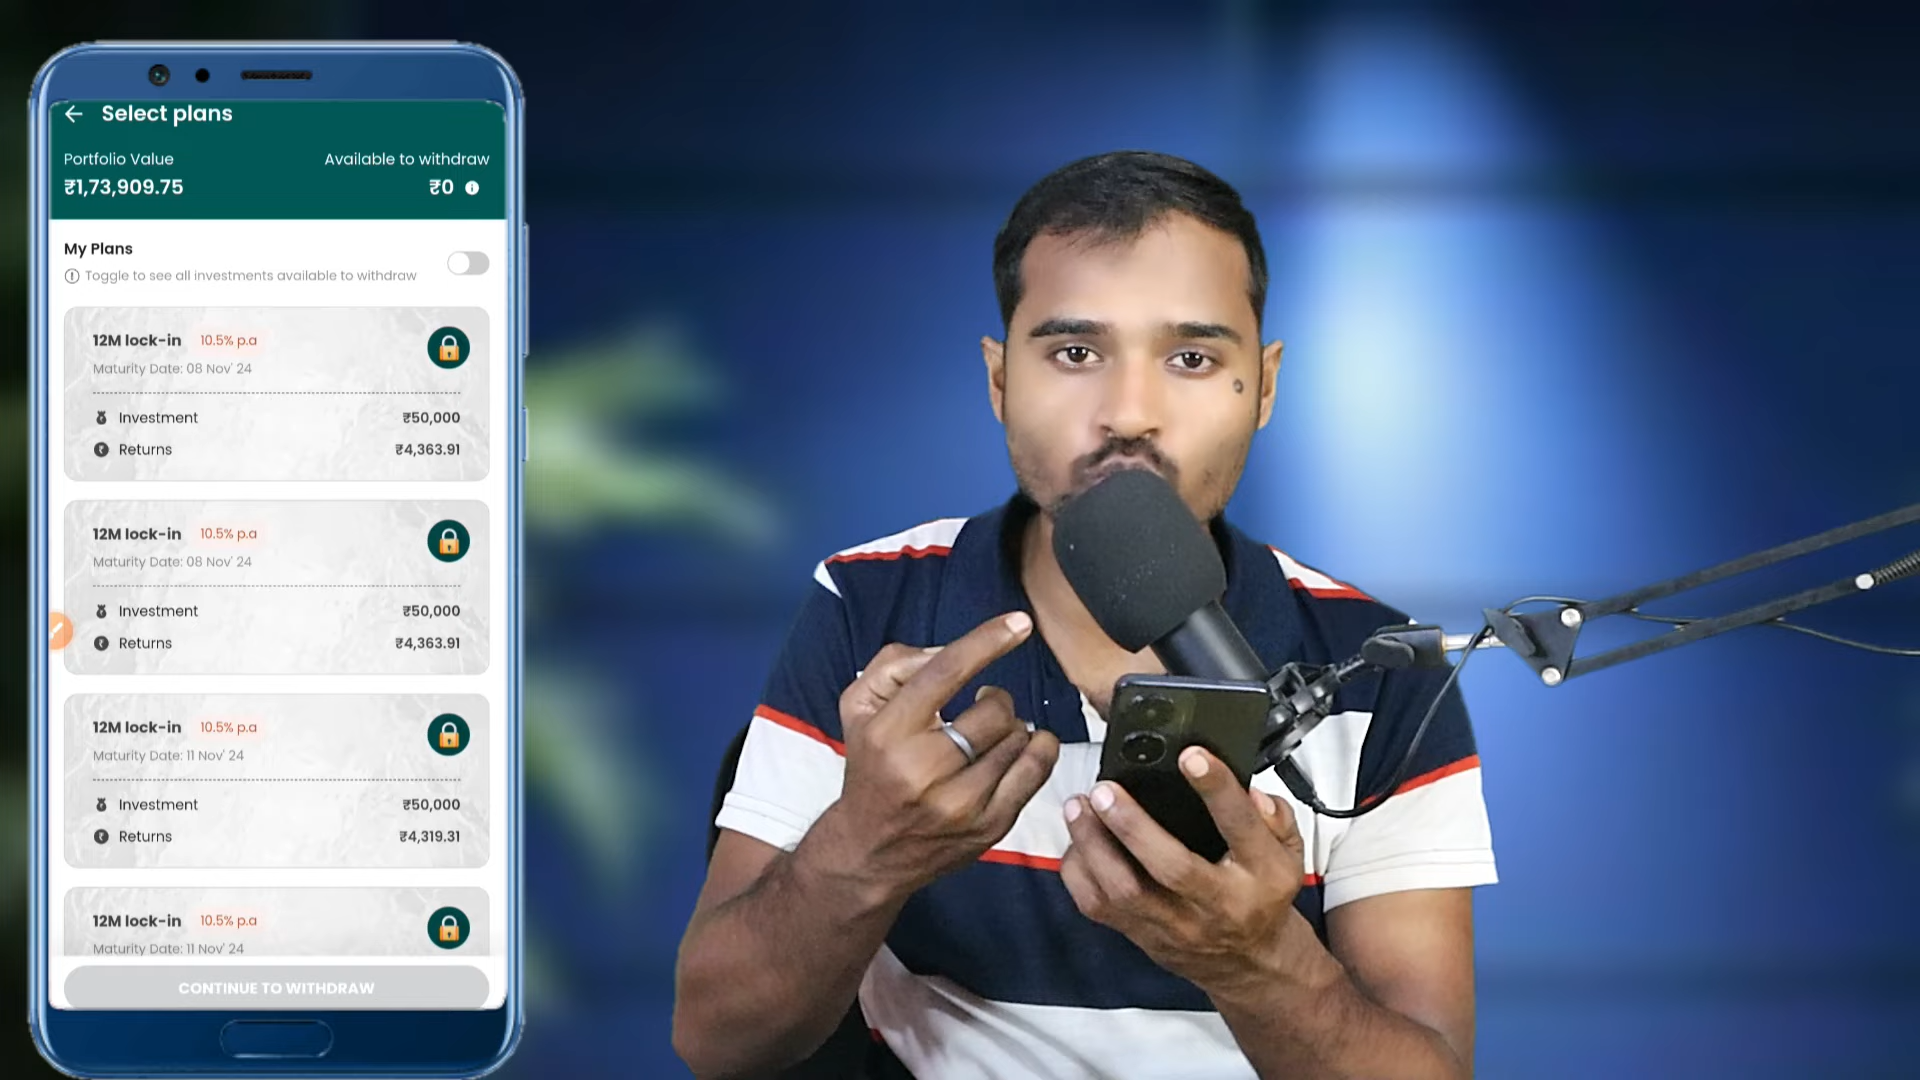 Select plans
Portfolio Value Available to withdraw
₹1,73,909.75 ₹0
My Plans
Toggle to see all investments available to withdraw
12M lock-in 10.5% p.a
Maturity Date: 08 Nov' 24
Investment ₹50,000
Returns ₹4,363.91
12M lock-in 10.5% p.a
Maturity Date: 08 Nov' 24
Investment ₹50,000
Returns ₹4,363.91
12M lock-in 10.5% p.a
Maturity Date: 11 Nov' 24
Investment ₹50,000
Returns ₹4,319.31
12M lock-in 10.5% p.a
Maturity Date: 11 Nov' 24
CONTINUE TO WITHDRAW